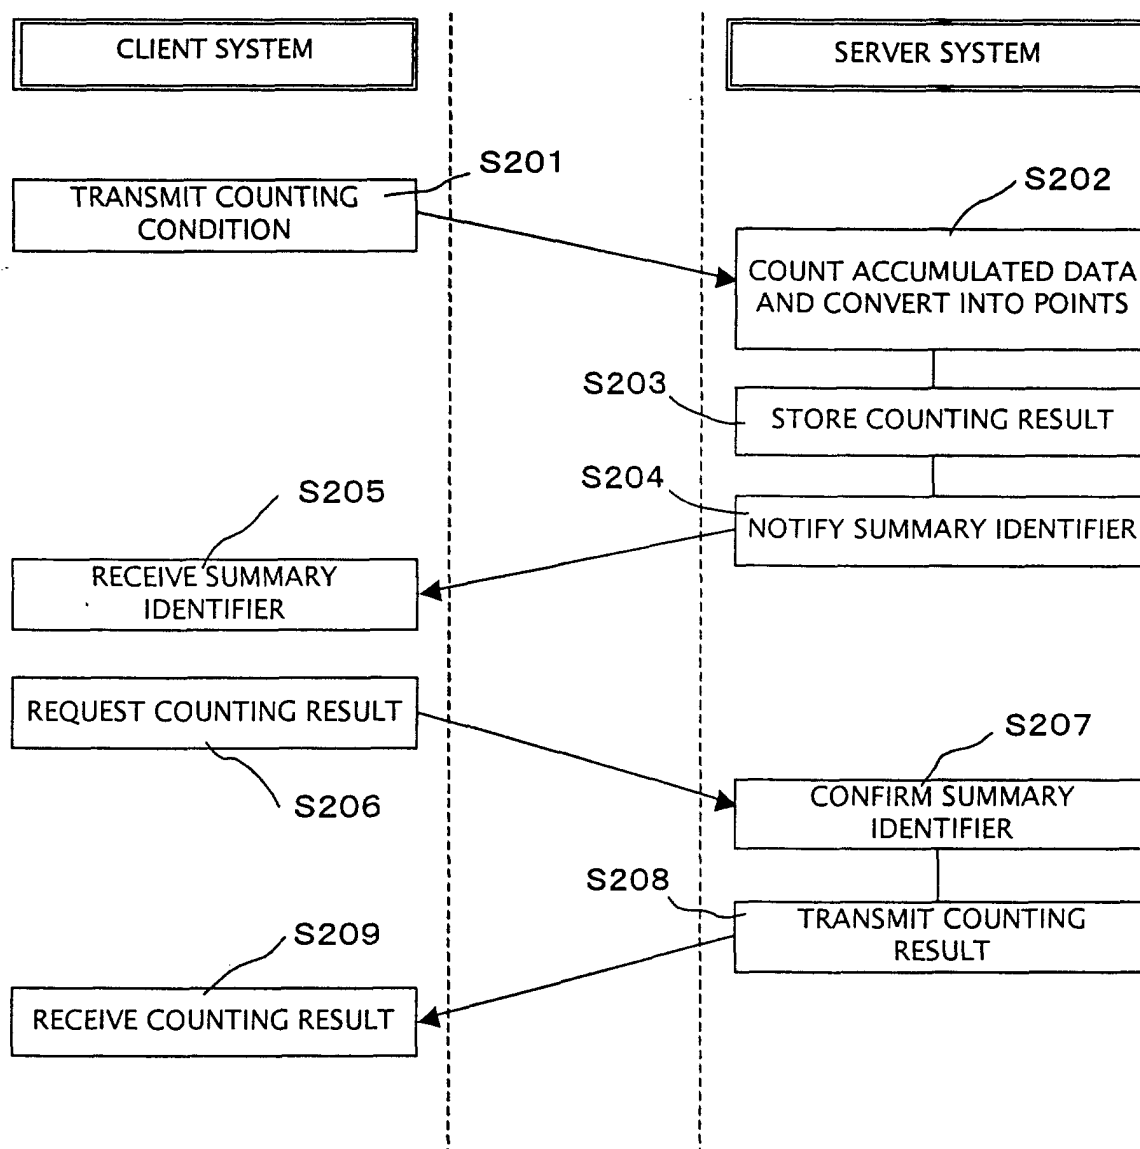 CLIENT SYSTEM
SERVER SYSTEM
S201
TRANSMIT COUNTING
CONDITION
S202
COUNT ACCUMULATED DATA
AND CONVERT INTO POINTS
S203
STORE COUNTING RESULT
S204
NOTIFY SUMMARY IDENTIFIER
S205
RECEIVE SUMMARY
IDENTIFIER
REQUEST COUNTING RESULT
S206
S207
CONFIRM SUMMARY
IDENTIFIER
S208
TRANSMIT COUNTING
RESULT
S209
RECEIVE COUNTING RESULT